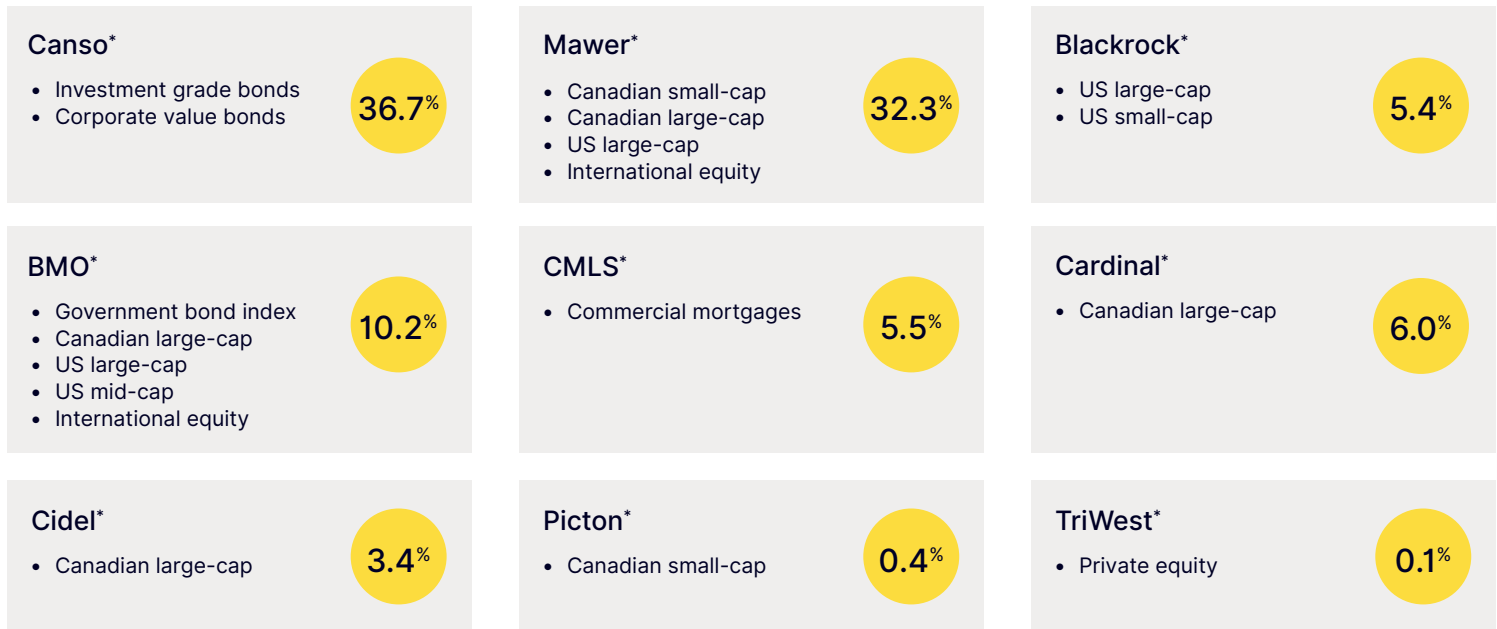 Canso*
• Investment grade bonds
• Corporate value bonds
36.7%
Mawer*
• Canadian small-cap
• Canadian large-cap
• US large-cap
• International equity
32.3%
Blackrock*
• US large-cap
• US small-cap
5.4%
BMO*
• Government bond index
• Canadian large-cap
• US large-cap
• US mid-cap
• International equity
10.2%
CMLS*
• Commercial mortgages
5.5%
Cardinal*
• Canadian large-cap
6.0%
Cidel*
• Canadian large-cap
3.4%
Picton*
• Canadian small-cap
0.4%
TriWest*
• Private equity
0.1%